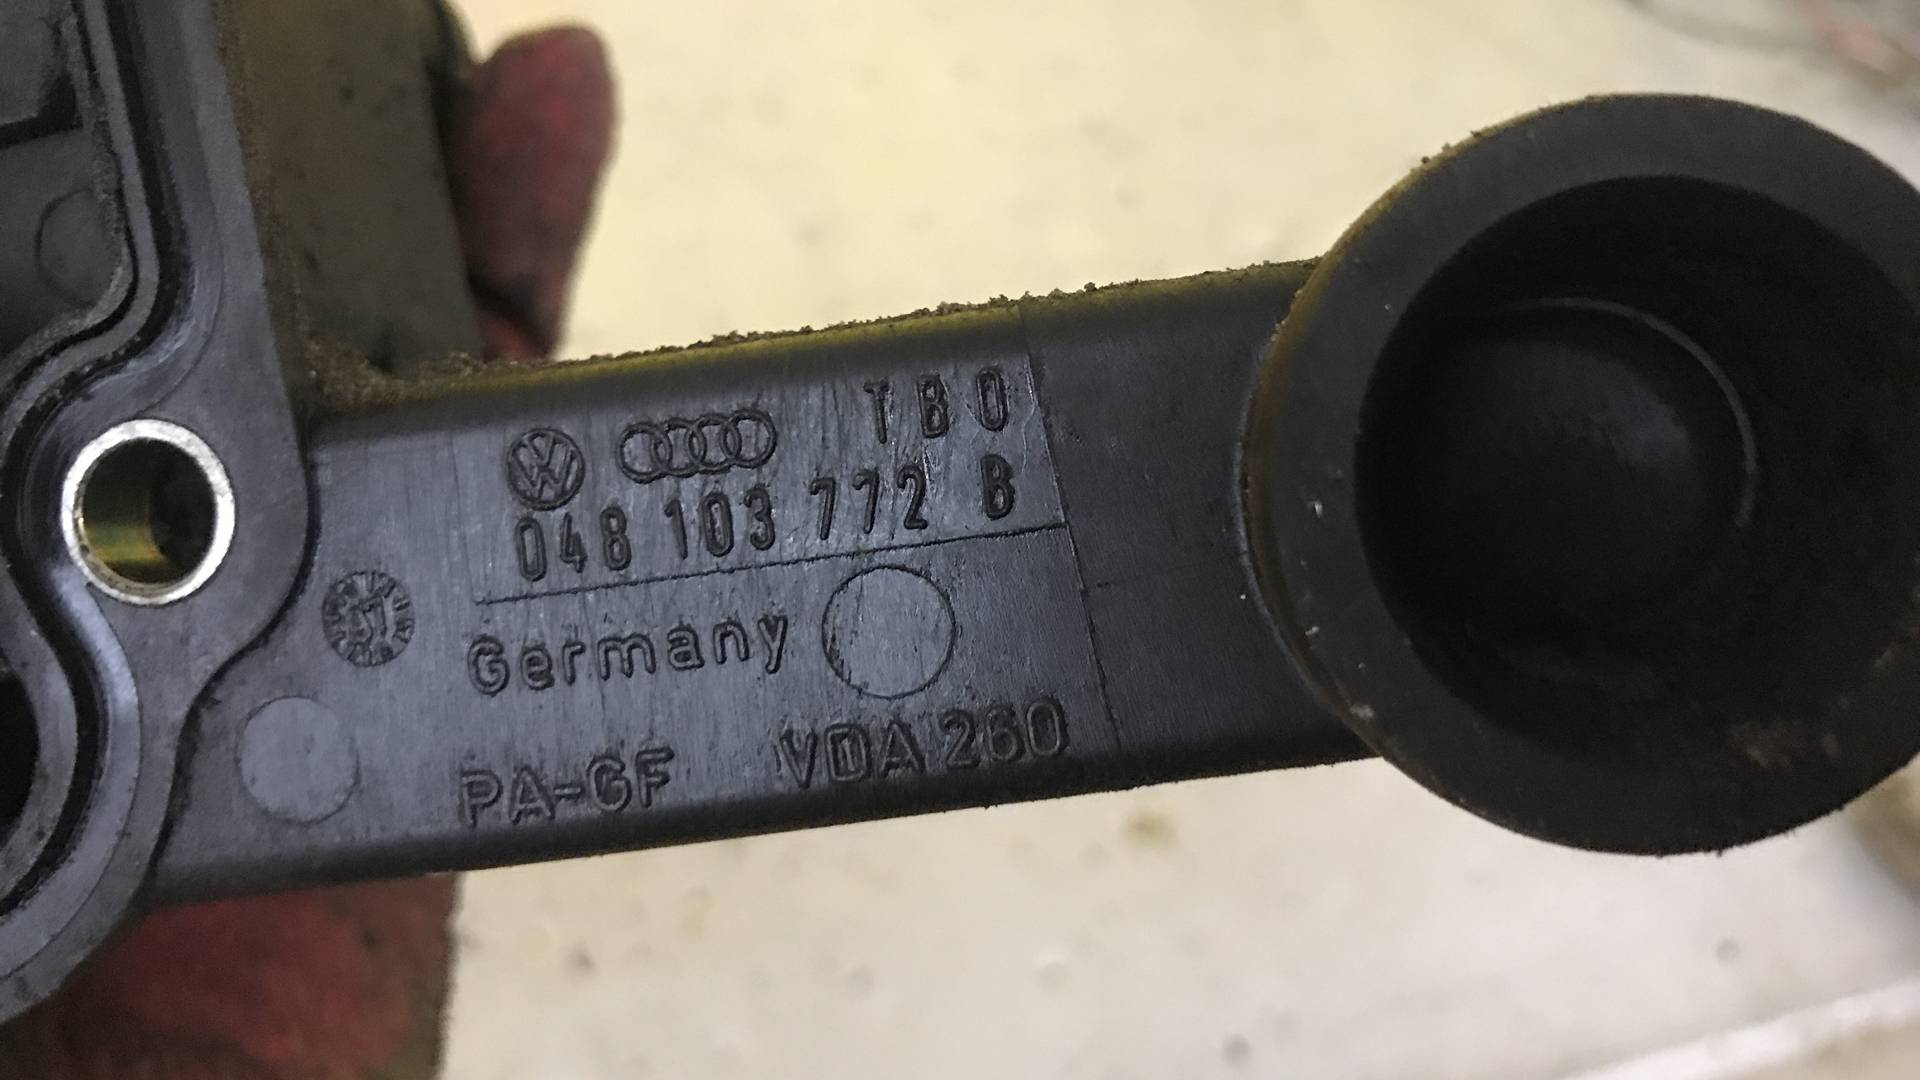 TBO
048 103 772 B
Germany
PA-GF VDA 260